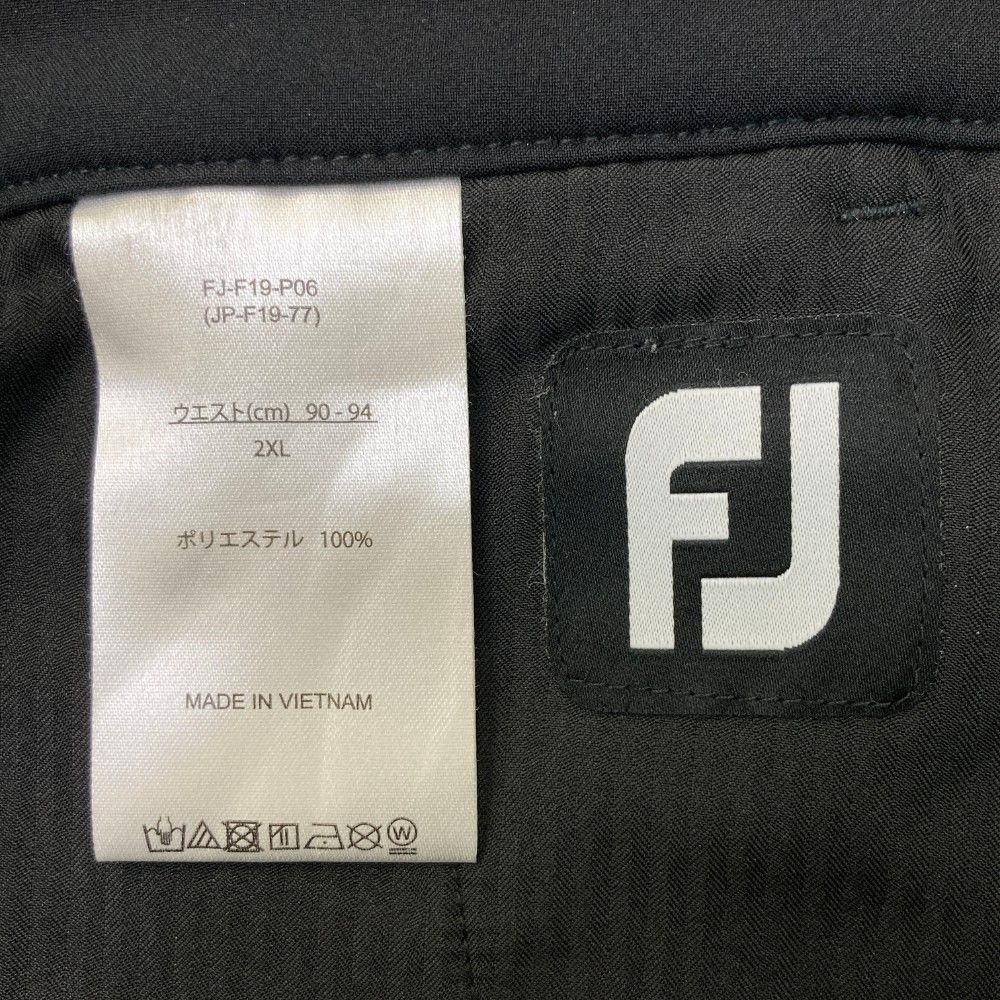 FJ-F19-P06
(JP-F19-77)
ウエスト(cm) 90 - 94
2XL
ポリエステル 100%
MADE IN VIETNAM
W
FJ